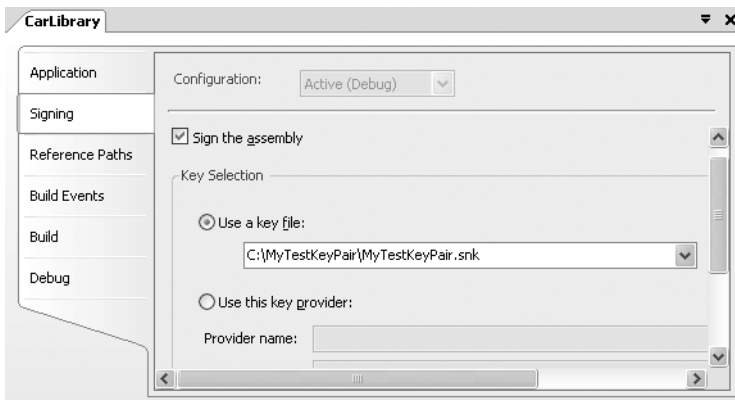 CarLibrary
Application
Signing
Reference Paths
Build Events
Build
Debug
Configuration:
Active (Debug)
Sign the assembly
Key Selection
Use a key file:
C:\MyTestKeyPair\MyTestKeyPair.snk
Use this key provider:
Provider name: